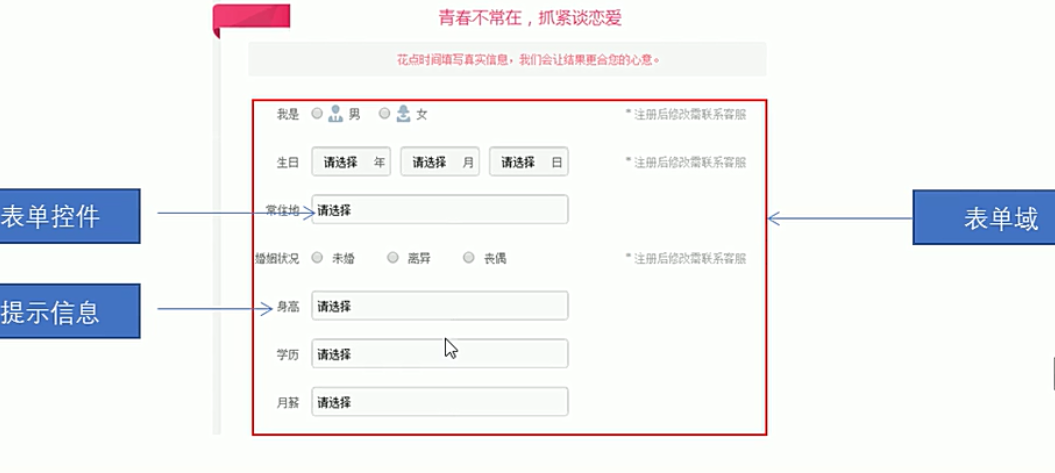 青春不常在，抓紧谈恋爱
花点时间填写真实信息，我们会让结果更合您的心意。
我是 男 女 * 注册后修改需联系客服
生日 请选择 年 请选择 月 请选择 日 * 注册后修改需联系客服
表单控件 常住地 请选择 表单域
婚姻状况 未婚 离异 丧偶 * 注册后修改需联系客服
提示信息 身高 请选择
学历 请选择
月薪 请选择